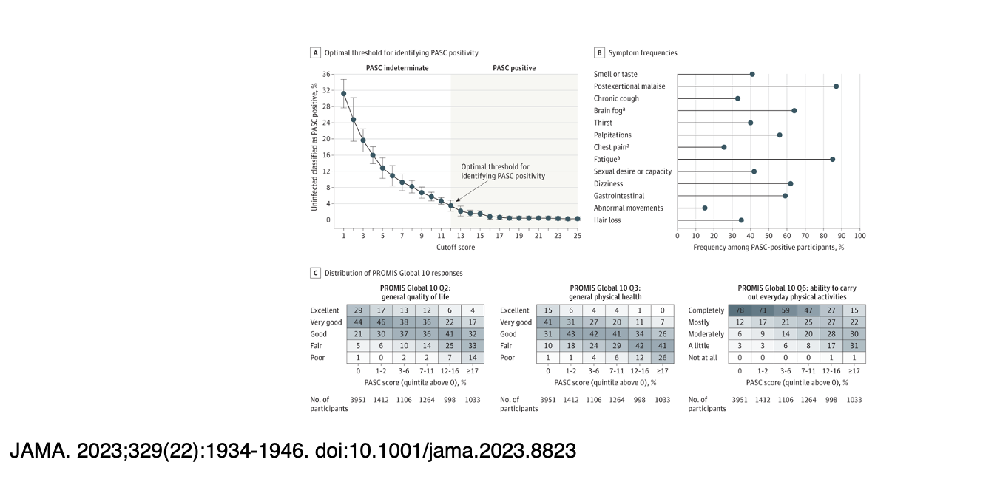 A Optimal threshold for identifying PASC positivity
PASC indeterminate PASC positive
Uninfected classified as PASC positive, %
36
32
28
24
20
16
12
8
4
0
Optimal threshold for
identifying PASC positivity
1 3 5 7 9 11 13 15 17 19 21 23 25
Cutoff score
B Symptom frequencies
Smell or taste
Postexertional malaise
Chronic cough
Brain fogᵃ
Thirst
Palpitations
Chest painᵃ
Fatigueᵃ
Sexual desire or capacity
Dizziness
Gastrointestinal
Abnormal movements
Hair loss
0 10 20 30 40 50 60 70 80 90 100
Frequency among PASC-positive participants, %
C Distribution of PROMIS Global 10 responses
PROMIS Global 10 Q2:
general quality of life
Excellent 29 17 13 12 6 4
Very good 44 46 38 36 22 17
Good 21 30 37 36 41 32
Fair 5 6 10 14 25 33
Poor 1 0 2 2 7 14
0 1-2 3-6 7-11 12-16 ≥17
PASC score (quintile above 0), %
No. of 3951 1412 1106 1264 998 1033
participants
PROMIS Global 10 Q3:
general physical health
Excellent 15 6 4 4 1 0
Very good 41 31 27 20 11 7
Good 31 43 42 41 34 26
Fair 10 18 24 29 42 41
Poor 1 1 4 6 12 26
0 1-2 3-6 7-11 12-16 ≥17
PASC score (quintile above 0), %
No. of 3951 1412 1106 1264 998 1033
participants
PROMIS Global 10 Q6: ability to carry
out everyday physical activities
Completely 78 71 59 47 27 15
Mostly 12 17 21 25 27 22
Moderately 6 9 14 20 28 30
A little 3 3 6 8 17 31
Not at all 0 0 0 0 1 1
0 1-2 3-6 7-11 12-16 ≥17
PASC score (quintile above 0), %
No. of 3951 1412 1106 1264 998 1033
participants
JAMA. 2023;329(22):1934-1946. doi:10.1001/jama.2023.8823